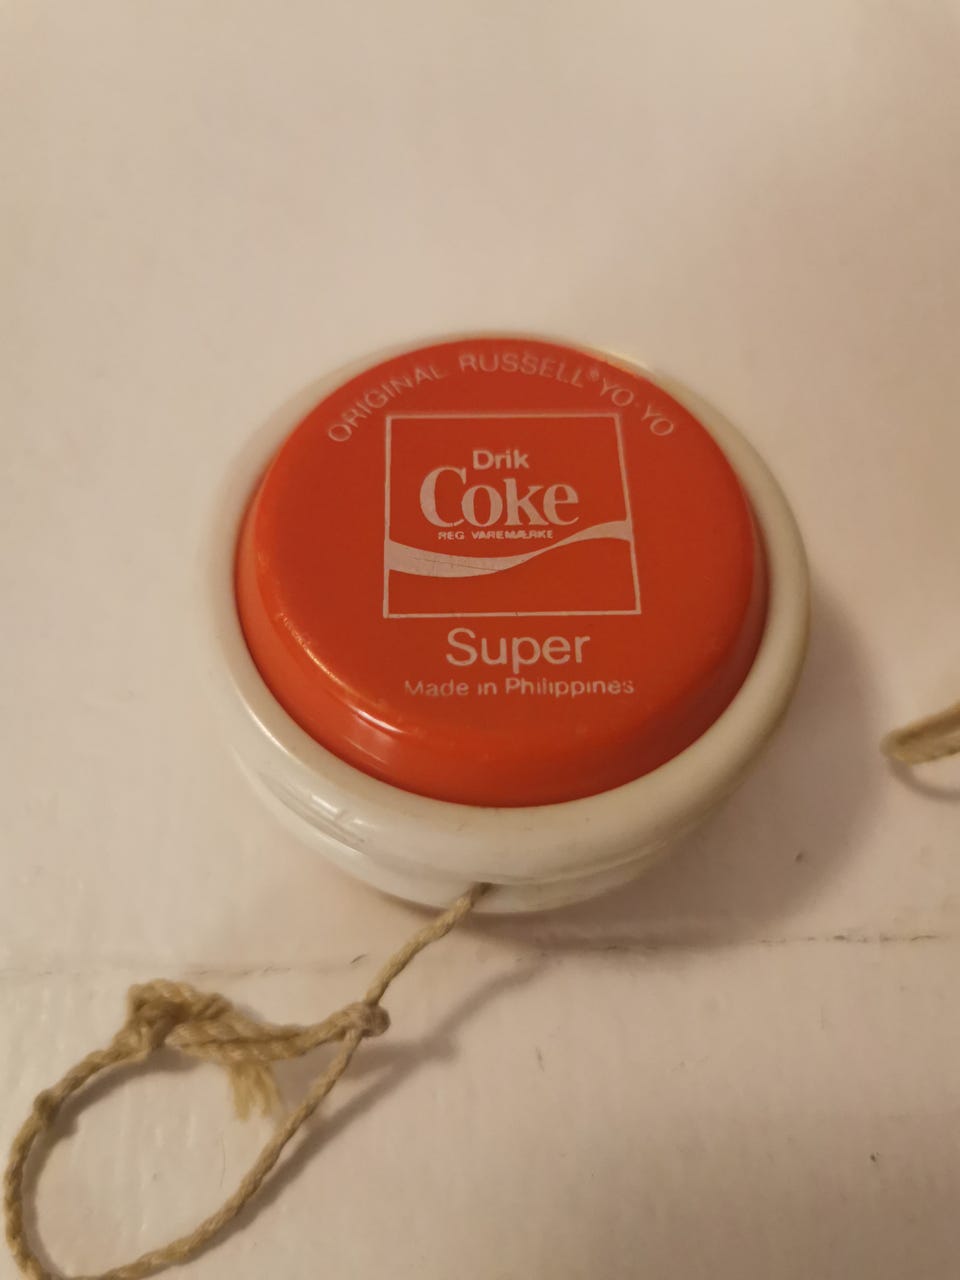 ORIGINAL RUSSELL® YO-YO
Drik
Coke
REG VAREMÆRKE
Super
Made in Philippines